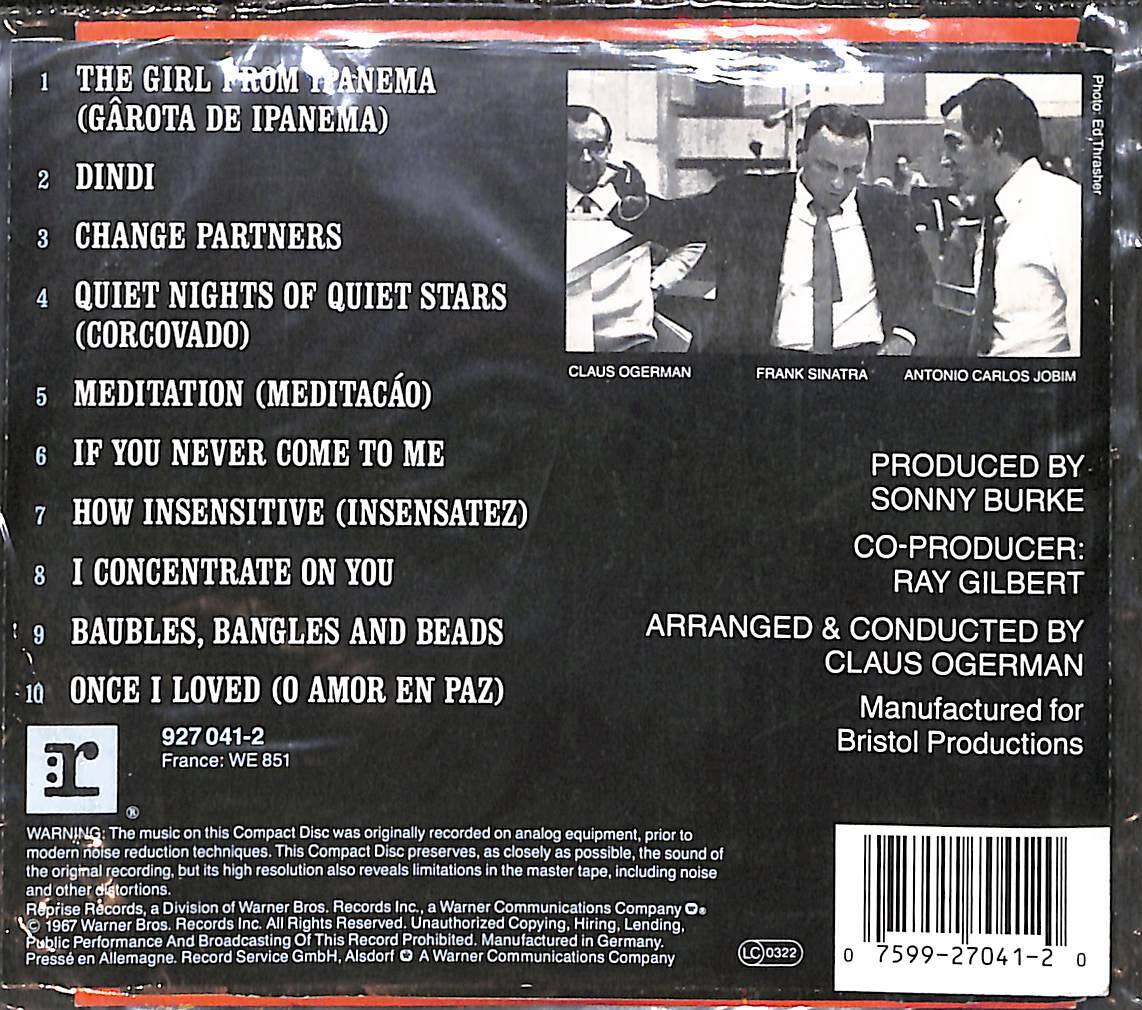 1 THE GIRL FROM IPANEMA
(GÂROTA DE IPANEMA)
2 DINDI
3 CHANGE PARTNERS
4 QUIET NIGHTS OF QUIET STARS
(CORCOVADO)
5 MEDITATION (MEDITACÁO)
6 IF YOU NEVER COME TO ME
7 HOW INSENSITIVE (INSENSATEZ)
8 I CONCENTRATE ON YOU
9 BAUBLES, BANGLES AND BEADS
10 ONCE I LOVED (O AMOR EN PAZ)
Photo: Ed Thrasher
CLAUS OGERMAN FRANK SINATRA ANTONIO CARLOS JOBIM
PRODUCED BY
SONNY BURKE
CO-PRODUCER:
RAY GILBERT
ARRANGED & CONDUCTED BY
CLAUS OGERMAN
Manufactured for
Bristol Productions
r ®
927 041-2
France: WE 851
WARNING: The music on this Compact Disc was originally recorded on analog equipment, prior to
modern noise reduction techniques. This Compact Disc preserves, as closely as possible, the sound of
the original recording, but its high resolution also reveals limitations in the master tape, including noise
and other distortions.
Reprise Records, a Division of Warner Bros. Records Inc., a Warner Communications Company ®
© 1967 Warner Bros. Records Inc. All Rights Reserved. Unauthorized Copying, Hiring, Lending,
Public Performance And Broadcasting Of This Record Prohibited. Manufactured in Germany.
Pressé en Allemagne. Record Service GmbH, Alsdorf A Warner Communications Company
LC 0322
0 7599-27041-2 0